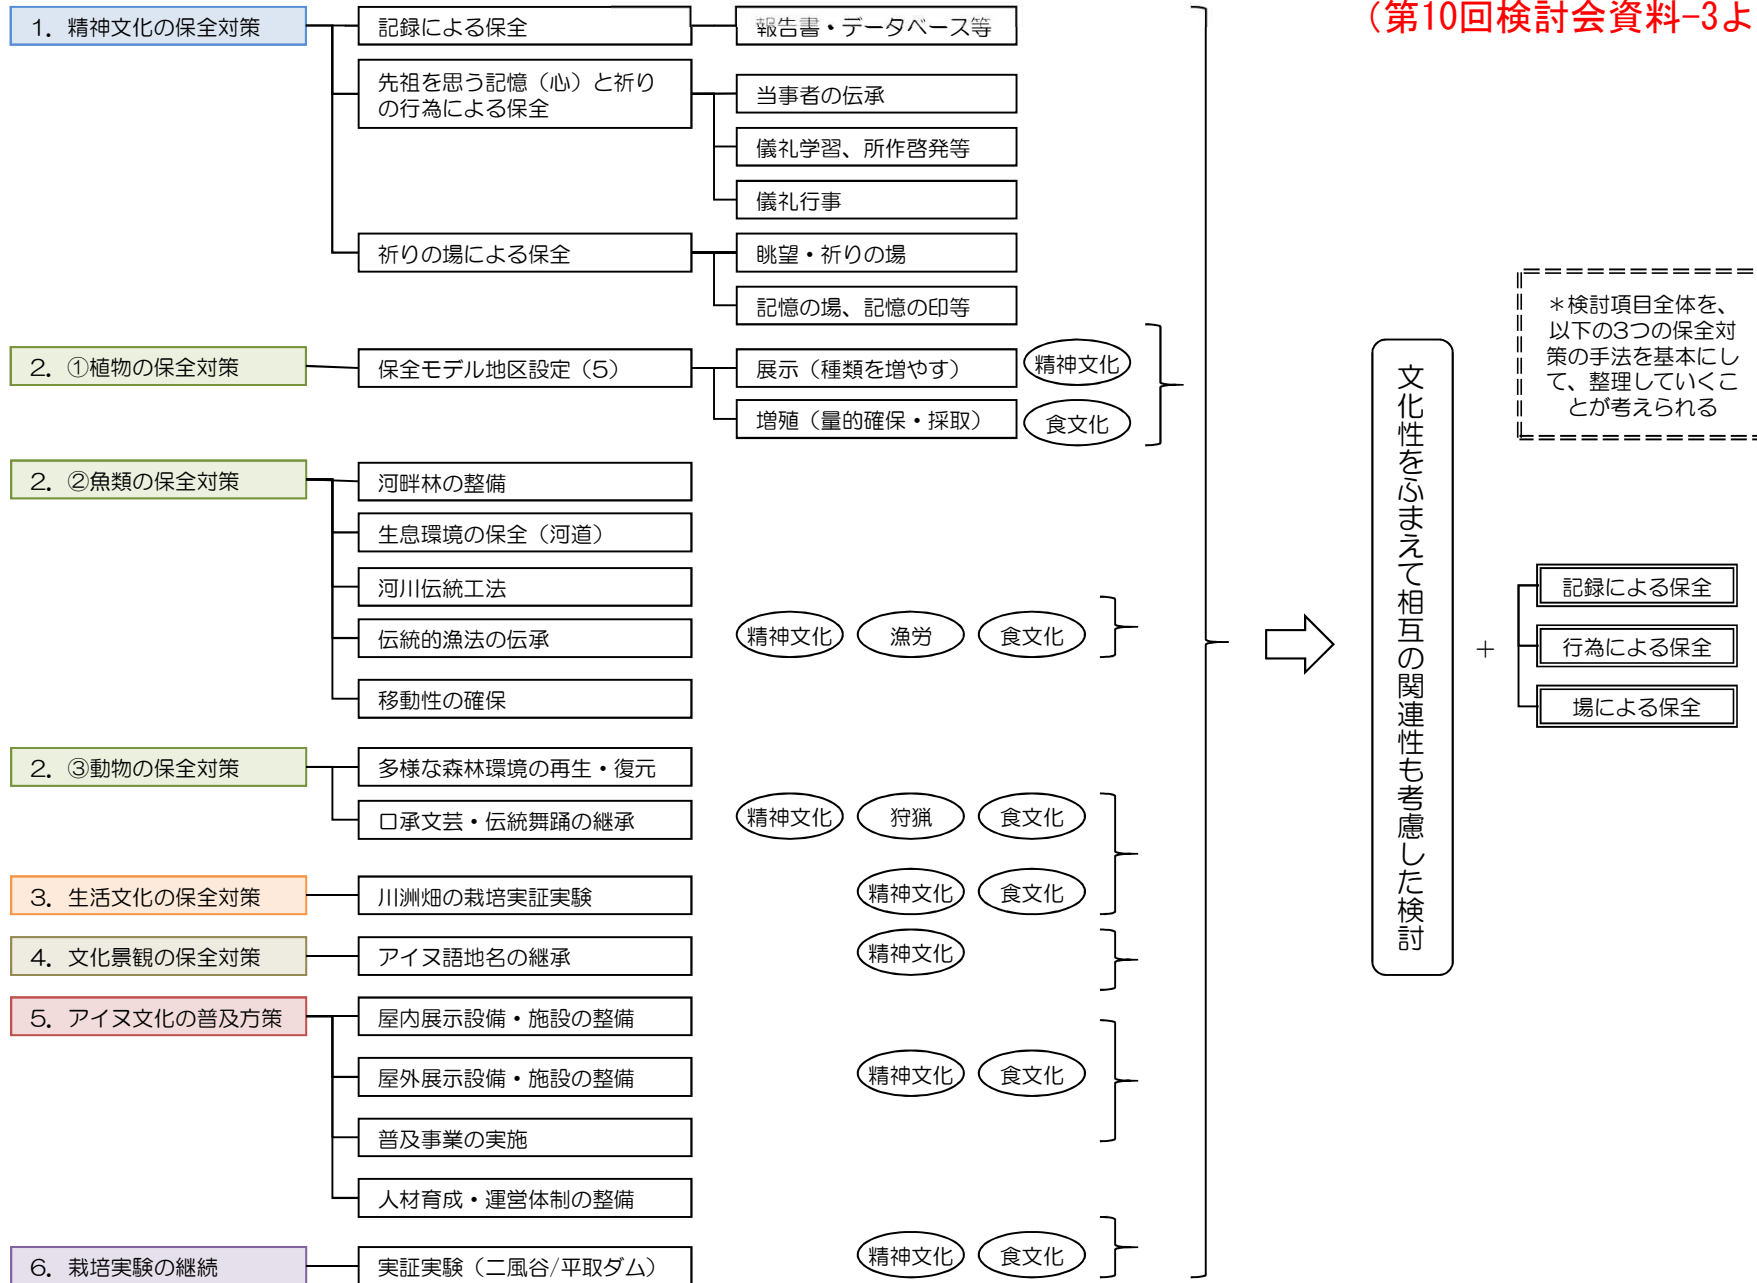 （第10回検討会資料-3よ
1. 精神文化の保全対策
記録による保全
報告書・データベース等
先祖を思う記憶（心）と祈り
の行為による保全
当事者の伝承
儀礼学習、所作啓発等
儀礼行事
祈りの場による保全
眺望・祈りの場
記憶の場、記憶の印等
2. ①植物の保全対策
保全モデル地区設定（5）
展示（種類を増やす）
精神文化
増殖（量的確保・採取）
食文化
2. ②魚類の保全対策
河畔林の整備
生息環境の保全（河道）
河川伝統工法
伝統的漁法の伝承
精神文化
漁労
食文化
移動性の確保
2. ③動物の保全対策
多様な森林環境の再生・復元
口承文芸・伝統舞踊の継承
精神文化
狩猟
食文化
3. 生活文化の保全対策
川洲畑の栽培実証実験
精神文化
食文化
4. 文化景観の保全対策
アイヌ語地名の継承
精神文化
5. アイヌ文化の普及方策
屋内展示設備・施設の整備
屋外展示設備・施設の整備
精神文化
食文化
普及事業の実施
人材育成・運営体制の整備
6. 栽培実験の継続
実証実験（二風谷/平取ダム）
精神文化
食文化
文化性をふまえて相互の関連性も考慮した検討
＊検討項目全体を、
以下の3つの保全対
策の手法を基本にし
て、整理していくこ
とが考えられる
＋
記録による保全
行為による保全
場による保全